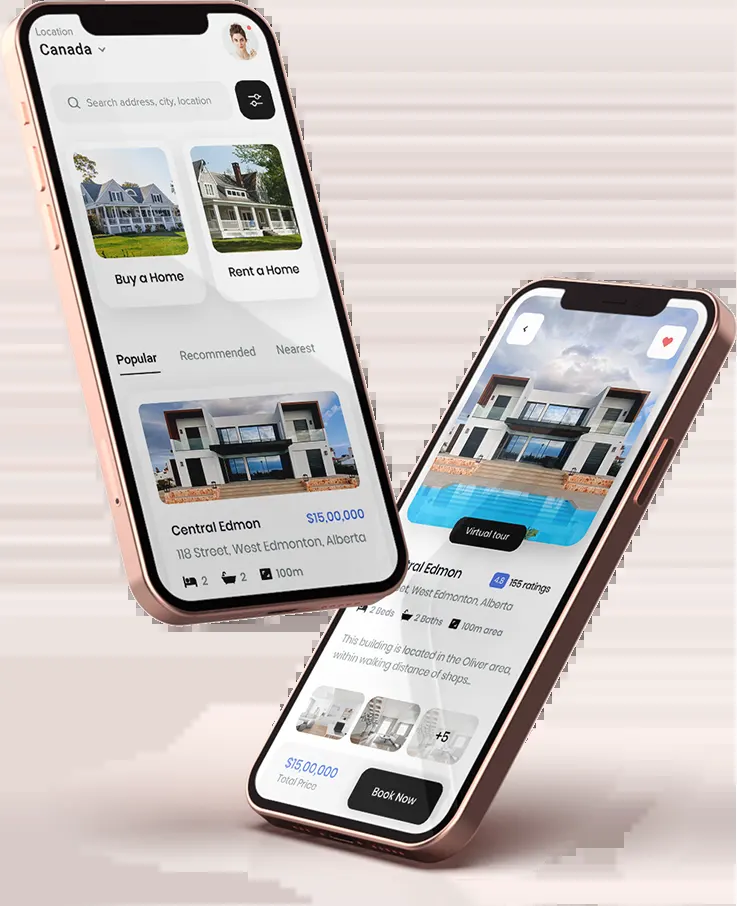 Location
Canada
Search address, city, location
Buy a Home
Rent a Home
Popular
Recommended
Nearest
Central Edmon
$15,00,000
118 Street, West Edmonton, Alberta
2
2
100m
Virtual tour
ral Edmon
4.8
155 ratings
et, West Edmonton, Alberta
2 Beds
2 Baths
100m area
This building is located in the Oliver area,
within walking distance of shops...
+5
$15,00,000
Total Price
Book Now